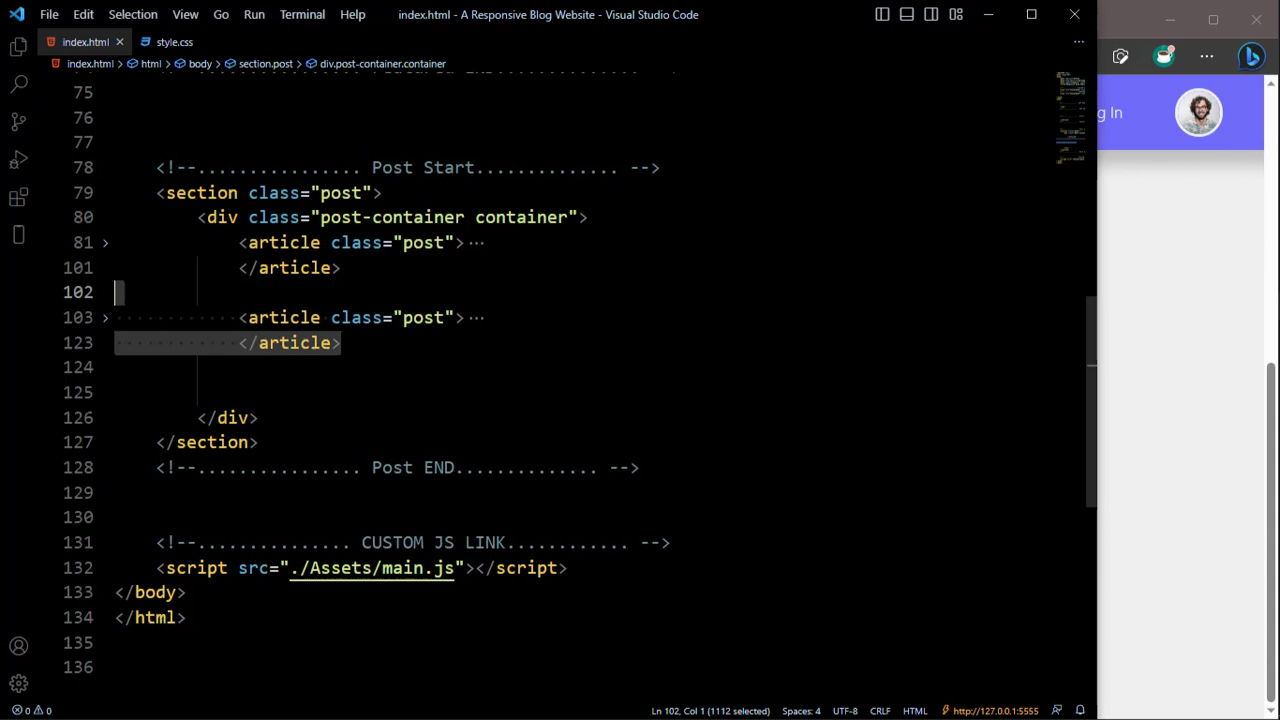 File Edit Selection View Go Run Terminal Help index.html - A Responsive Blog Website - Visual Studio Code
index.html style.css
index.html › html › body › section.post › div.post-container.container
75
76
77
78 <!--................ Post Start.............. -->
79 <section class="post">
80 <div class="post-container container">
81 <article class="post">
101 </article>
102
103 <article class="post">
123 </article>
124
125
126 </div>
127 </section>
128 <!--................ Post END.............. -->
129
130
131 <!--............... CUSTOM JS LINK............ -->
132 <script src="./Assets/main.js"></script>
133 </body>
134 </html>
135
136
g In
0 0 Ln 102, Col 1 (1112 selected) Spaces: 4 UTF-8 CRLF HTML http://127.0.0.1:5555